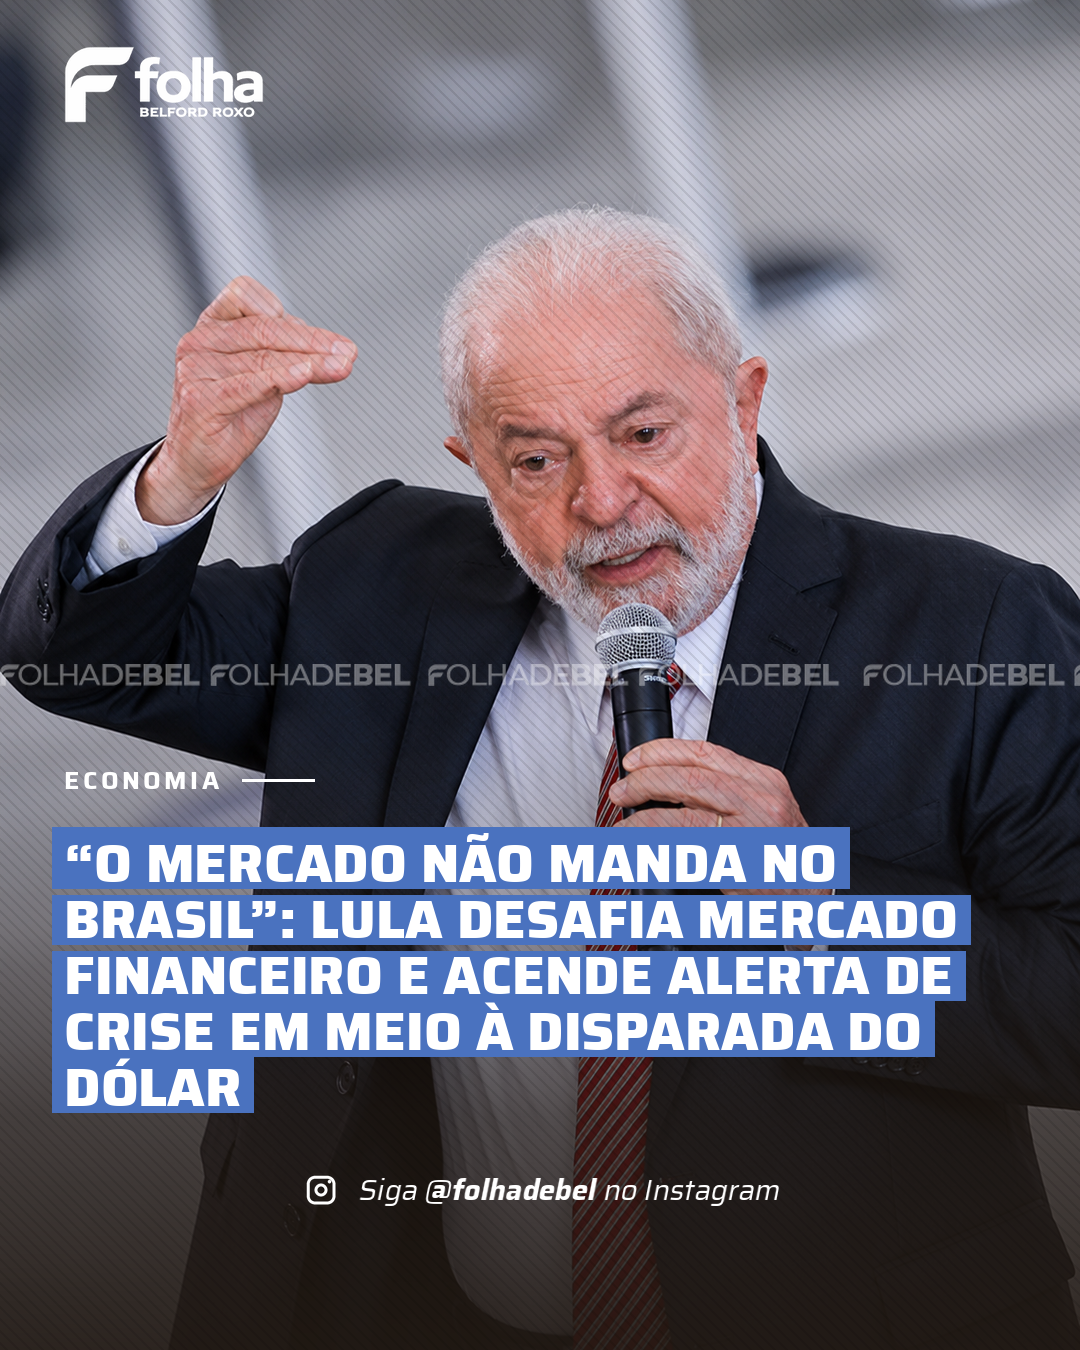 folha
BELFORD ROXO
FOLHADEBEL FOLHADEBEL FOLHADEBEL FOLHADEBEL FOLHADEBEL
ECONOMIA
“O MERCADO NÃO MANDA NO
BRASIL”: LULA DESAFIA MERCADO
FINANCEIRO E ACENDE ALERTA DE
CRISE EM MEIO À DISPARADA DO
DÓLAR
Siga @folhadebel no Instagram